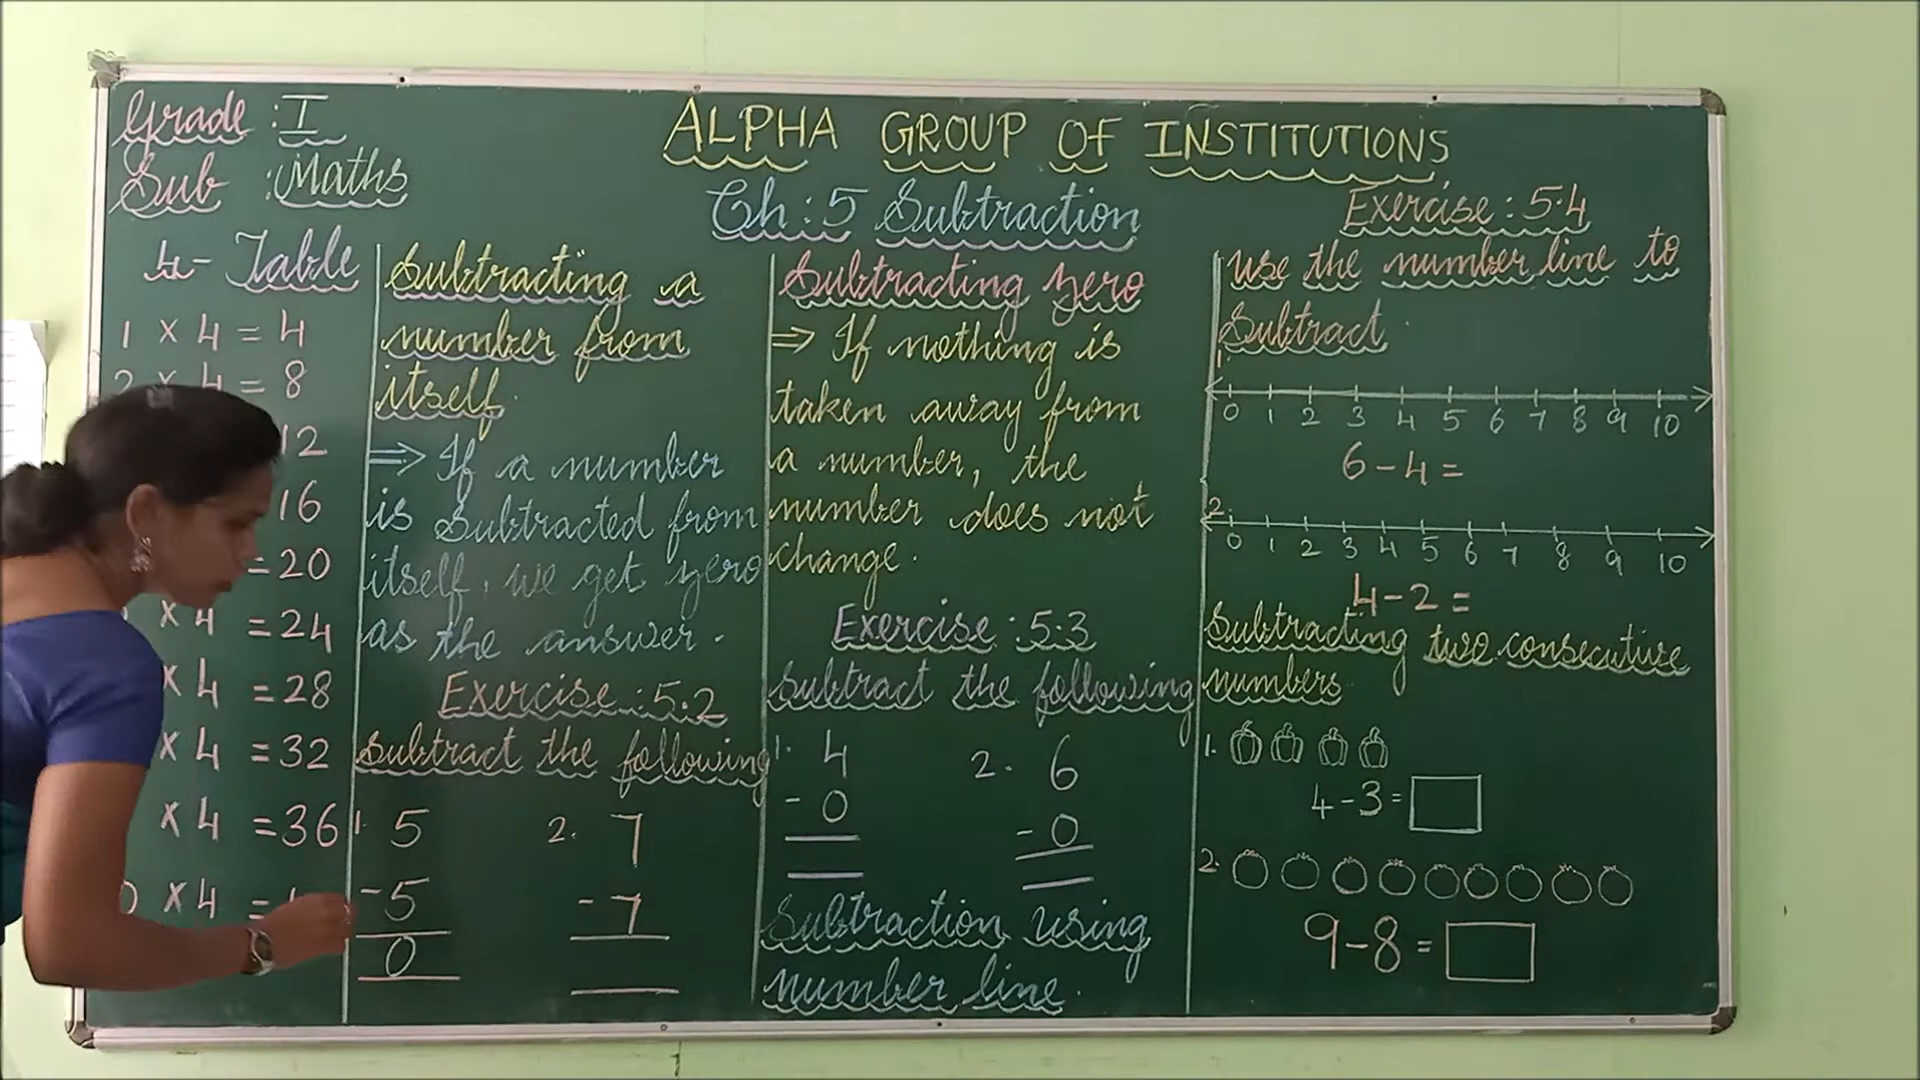 Grade : I
Sub : Maths
ALPHA GROUP OF INSTITUTIONS
Ch : 5 Subtraction
4 - Table
1 × 4 = 4
2 × 4 = 8
12
16
= 20
× 4 = 24
× 4 = 28
× 4 = 32
× 4 = 36
0 × 4 =
Subtracting a
number from
itself.
⇒ If a number
is Subtracted from
itself, we get zero
as the answer.
Exercise : 5.2
Subtract the following
1. 5
- 5
0
2. 7
- 7
Subtracting zero
⇒ If nothing is
taken away from
a number, the
number does not
change.
Exercise : 5.3
Subtract the following
1. 4
- 0
2. 6
- 0
Subtraction using
number line.
Exercise : 5.4
Use the number line to
Subtract.
1.
0 1 2 3 4 5 6 7 8 9 10
6 - 4 =
2.
0 1 2 3 4 5 6 7 8 9 10
4 - 2 =
Subtracting two consecutive
numbers.
1.
4 - 3 =
2.
9 - 8 =